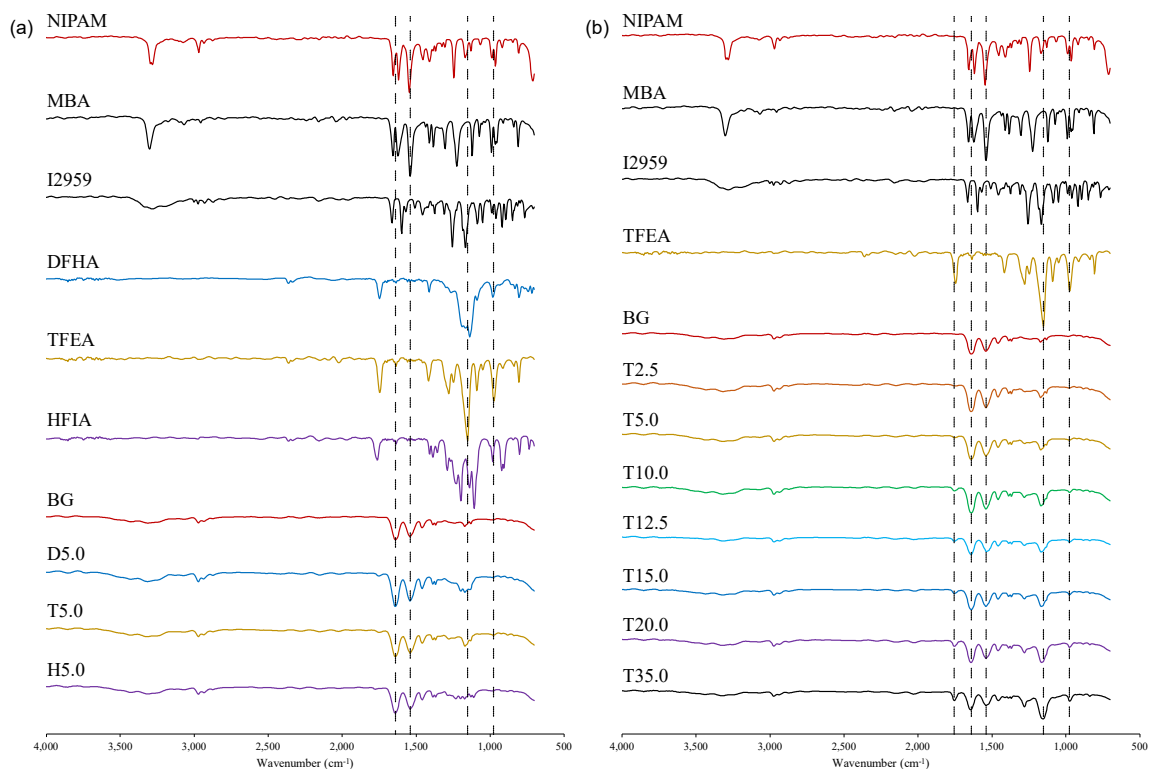 (a)
NIPAM
MBA
I2959
DFHA
TFEA
HFIA
BG
D5.0
T5.0
H5.0
4,000 3,500 3,000 2,500 2,000 1,500 1,000 500
Wavenumber (cm-1)
(b)
NIPAM
MBA
I2959
TFEA
BG
T2.5
T5.0
T10.0
T12.5
T15.0
T20.0
T35.0
4,000 3,500 3,000 2,500 2,000 1,500 1,000 500
Wavenumber (cm-1)